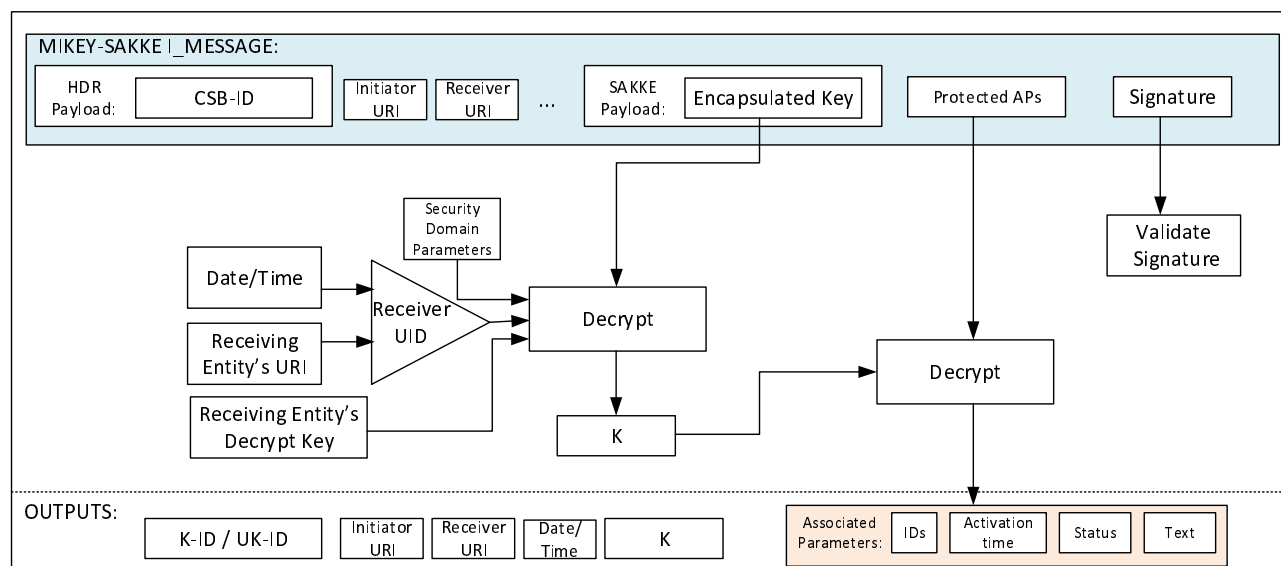 MIKEY-SAKKE I_MESSAGE:
HDR
Payload:
CSB-ID
Initiator
URI
Receiver
URI
...
SAKKE
Payload:
Encapsulated Key
Protected APs
Signature
Security
Domain
Parameters
Validate
Signature
Date/Time
Receiver
UID
Decrypt
Receiving
Entity’s URI
Decrypt
Receiving Entity’s
Decrypt Key
K
OUTPUTS:
K-ID / UK-ID
Initiator
URI
Receiver
URI
Date/
Time
K
Associated
Parameters:
IDs
Activation
time
Status
Text